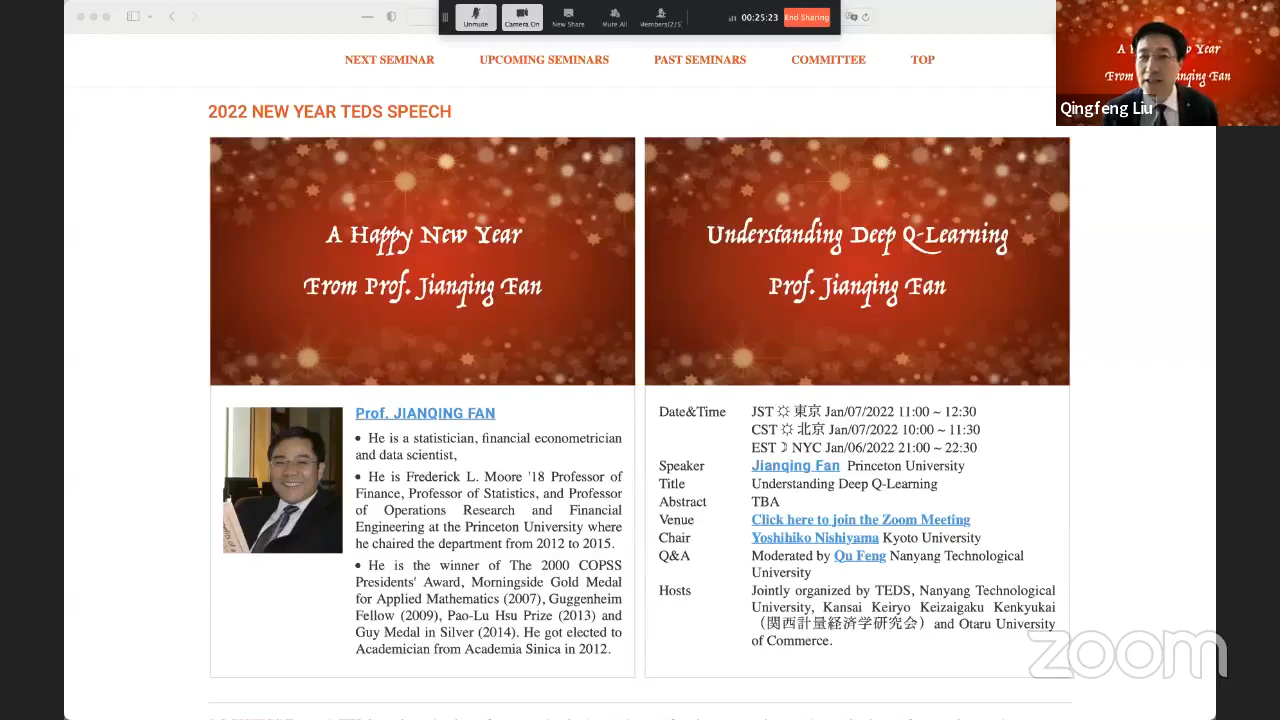 Unmute
Camera On
New Share
Mute All
00:25:23
End Sharing
NEXT SEMINAR
UPCOMING SEMINARS
PAST SEMINARS
COMMITTEE
TOP
Qingfeng Liu
2022 NEW YEAR TEDS SPEECH
A Happy New Year
From Prof. Jianqing Fan
Understanding Deep Q-Learning
Prof. Jianqing Fan
Prof. JIANQING FAN
• He is a statistician, financial econometrician
and data scientist,
• He is Frederick L. Moore '18 Professor of
Finance, Professor of Statistics, and Professor
of Operations Research and Financial
Engineering at the Princeton University where
he chaired the department from 2012 to 2015.
• He is the winner of The 2000 COPSS
Presidents' Award, Morningside Gold Medal
for Applied Mathematics (2007), Guggenheim
Fellow (2009), Pao-Lu Hsu Prize (2013) and
Guy Medal in Silver (2014). He got elected to
Academician from Academia Sinica in 2012.
Date&Time JST ☼ 東京 Jan/07/2022 11:00 ~ 12:30
CST ☼ 北京 Jan/07/2022 10:00 ~ 11:30
EST ☽ NYC Jan/06/2022 21:00 ~ 22:30
Speaker Jianqing Fan Princeton University
Title Understanding Deep Q-Learning
Abstract TBA
Venue Click here to join the Zoom Meeting
Chair Yoshihiko Nishiyama Kyoto University
Q&A Moderated by Qu Feng Nanyang Technological
University
Hosts Jointly organized by TEDS, Nanyang Technological
University, Kansai Keiryo Keizaigaku Kenkyukai
（関西計量経済学研究会）and Otaru University
of Commerce.
zoom